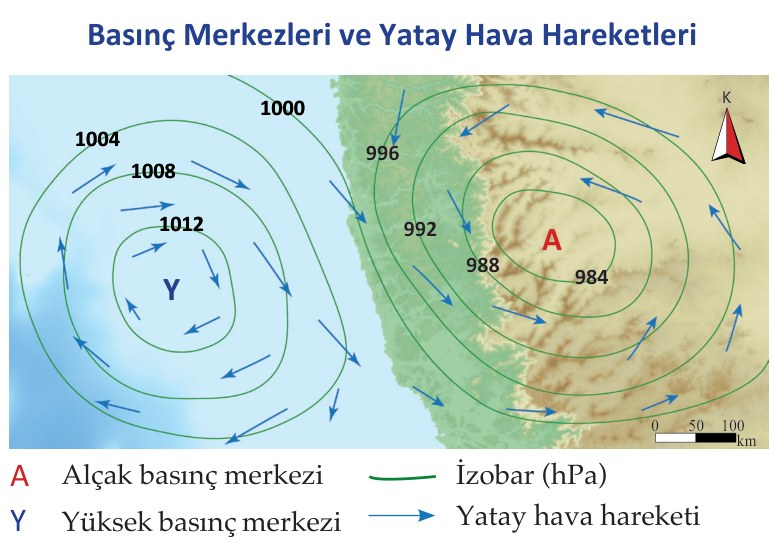 Basınç Merkezleri ve Yatay Hava Hareketleri
1000
K
1004
996
1008
1012
992
A
988
984
Y
0 50 100
km
A Alçak basınç merkezi
İzobar (hPa)
Y Yüksek basınç merkezi
Yatay hava hareketi